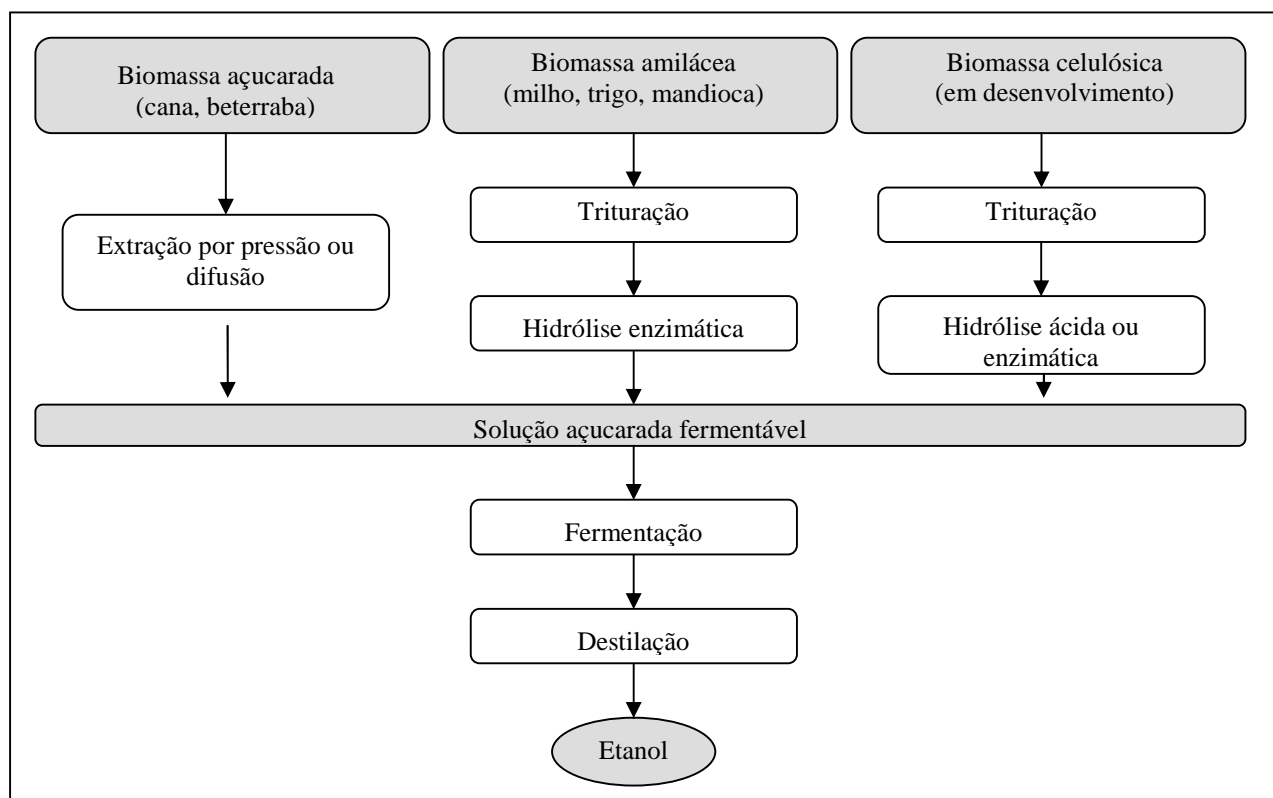 Biomassa açucarada
(cana, beterraba)
Biomassa amilácea
(milho, trigo, mandioca)
Biomassa celulósica
(em desenvolvimento)
Extração por pressão ou
difusão
Trituração
Trituração
Hidrólise enzimática
Hidrólise ácida ou
enzimática
Solução açucarada fermentável
Fermentação
Destilação
Etanol